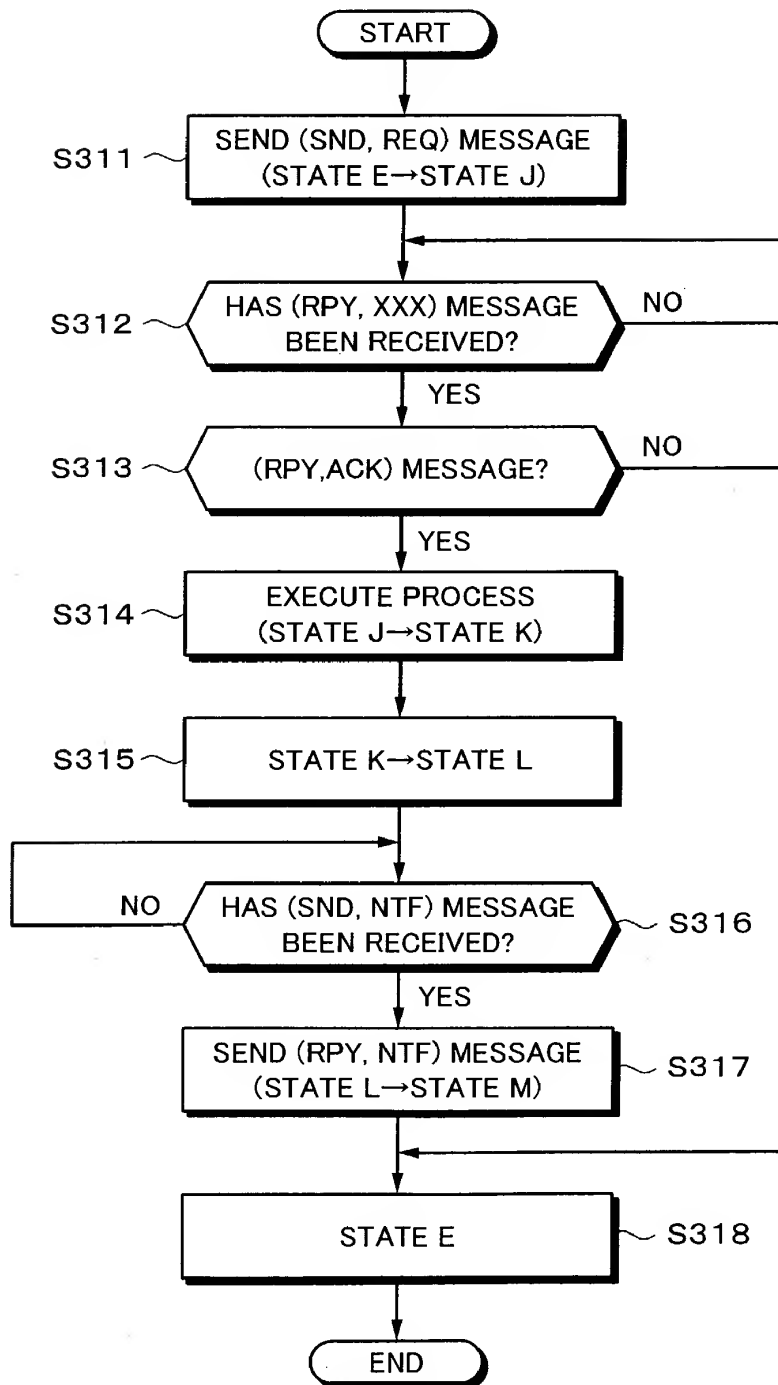 START
S311
SEND (SND, REQ) MESSAGE
(STATE E→STATE J)
S312
HAS (RPY, XXX) MESSAGE
BEEN RECEIVED?
NO
YES
S313
(RPY,ACK) MESSAGE?
NO
YES
S314
EXECUTE PROCESS
(STATE J→STATE K)
S315
STATE K→STATE L
NO
HAS (SND, NTF) MESSAGE
BEEN RECEIVED?
S316
YES
SEND (RPY, NTF) MESSAGE
(STATE L→STATE M)
S317
STATE E
S318
END